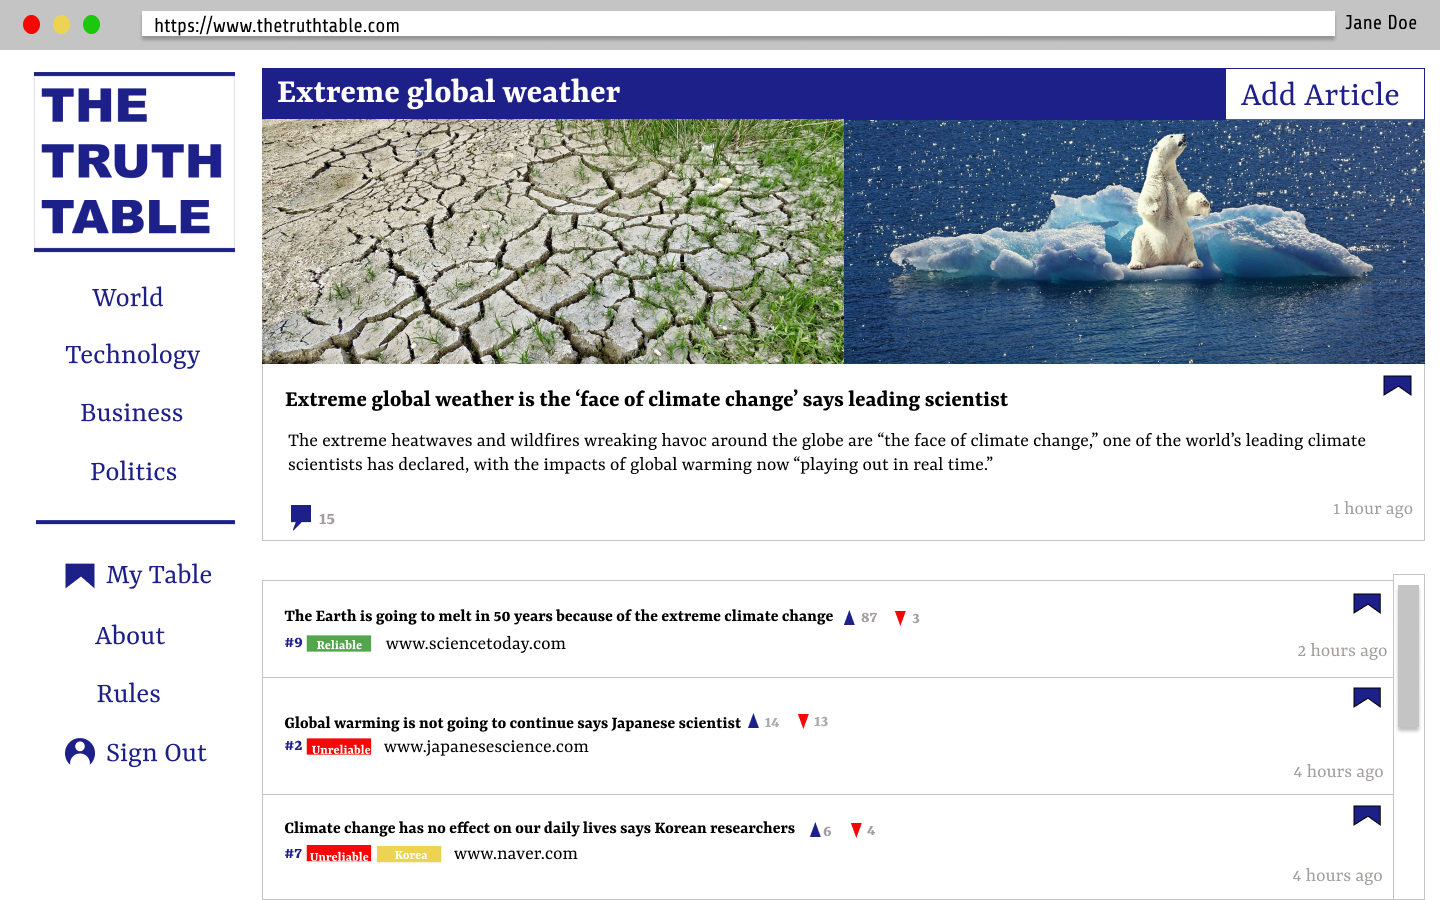 https://www.thetruthtable.com
Jane Doe
THE
TRUTH
TABLE
World
Technology
Business
Politics
My Table
About
Rules
Sign Out
Extreme global weather
Add Article
Extreme global weather is the ‘face of climate change’ says leading scientist
The extreme heatwaves and wildfires wreaking havoc around the globe are “the face of climate change,” one of the world’s leading climate
scientists has declared, with the impacts of global warming now “playing out in real time.”
15
1 hour ago
The Earth is going to melt in 50 years because of the extreme climate change 87 3
#9 Reliable www.sciencetoday.com
2 hours ago
Global warming is not going to continue says Japanese scientist 14 13
#2 Unreliable www.japanesescience.com
4 hours ago
Climate change has no effect on our daily lives says Korean researchers 6 4
#7 Unreliable Korea www.naver.com
4 hours ago